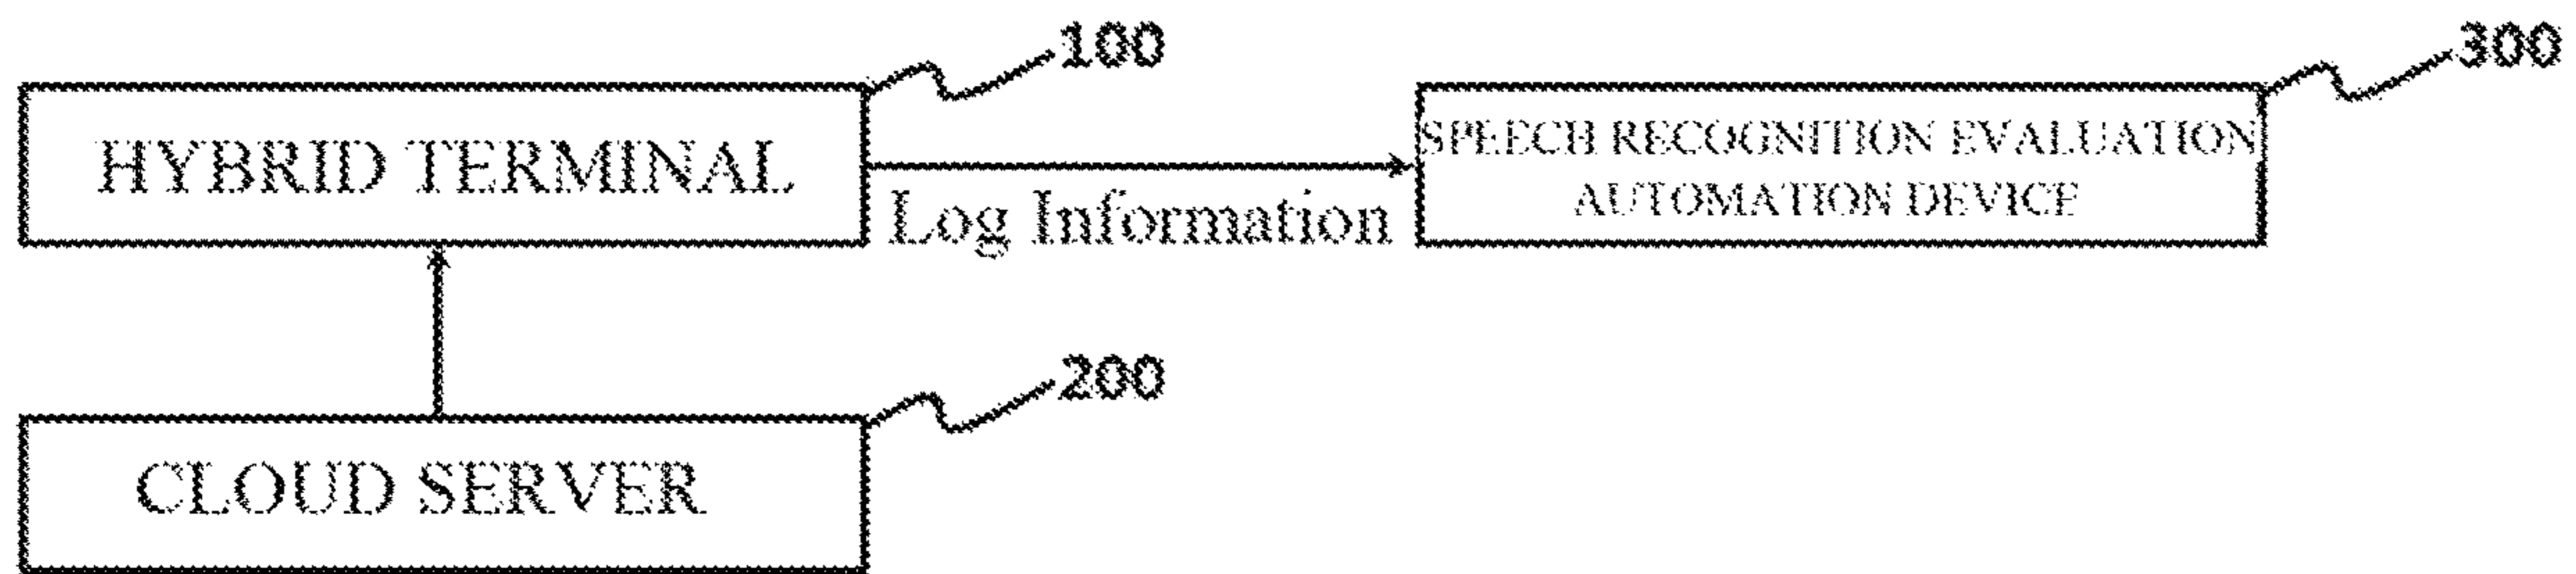 100
300
HYBRID TERMINAL
SPEECH RECOGNITION EVALUATION
AUTOMATION DEVICE
Log Information
200
CLOUD SERVER